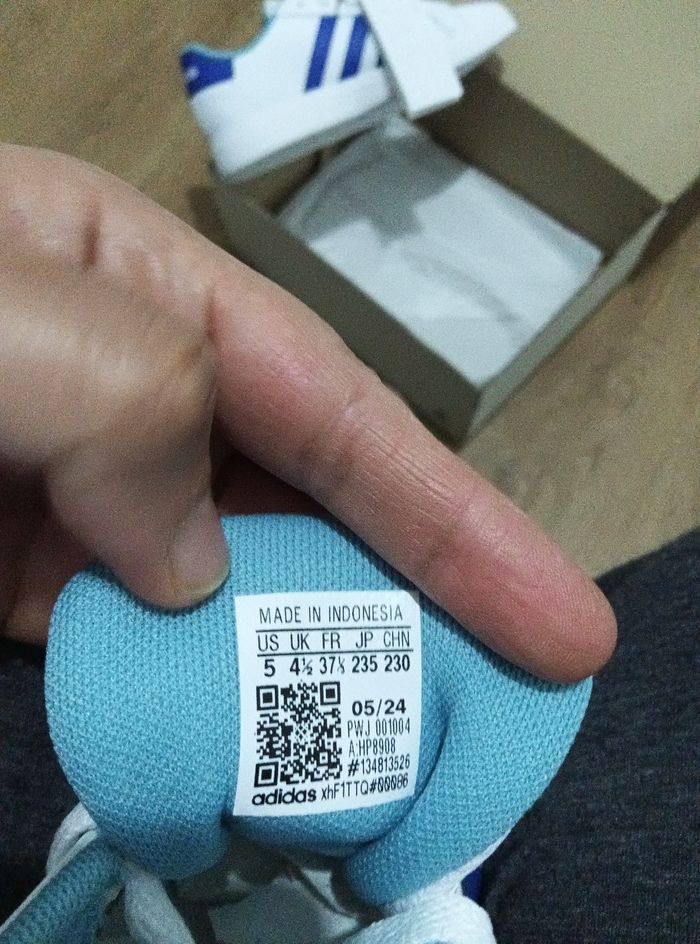 MADE IN INDONESIA
US UK FR JP CHN
5 4½ 37⅓ 235 230
05/24
PWJ 001004
A:HP8908
#134813526
adidas xhF1TTQ#00086